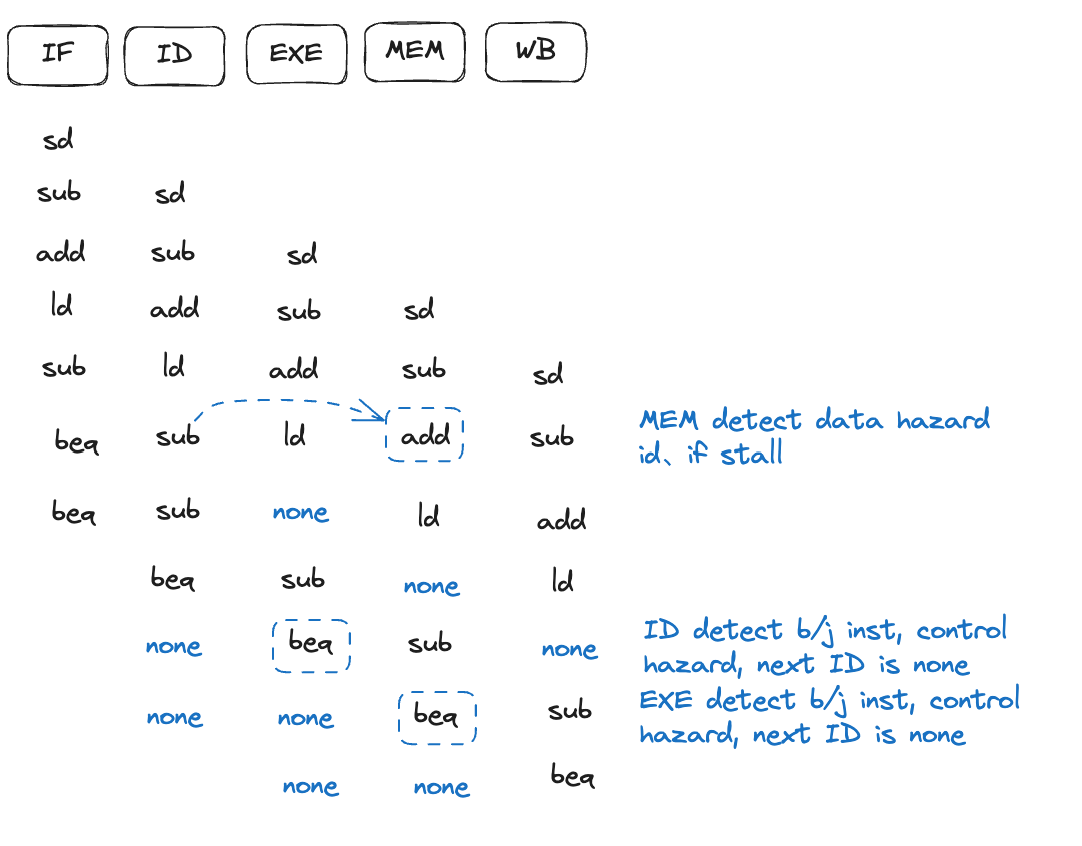 IF ID EXE MEM WB
sd
sub sd
add sub sd
ld add sub sd
sub ld add sub sd
beq sub ld add sub
MEM detect data hazard
id、if stall
beq sub none ld add
beq sub none ld
none beq sub none
ID detect b/j inst, control
hazard, next ID is none
none none beq sub
EXE detect b/j inst, control
hazard, next ID is none
none none beq